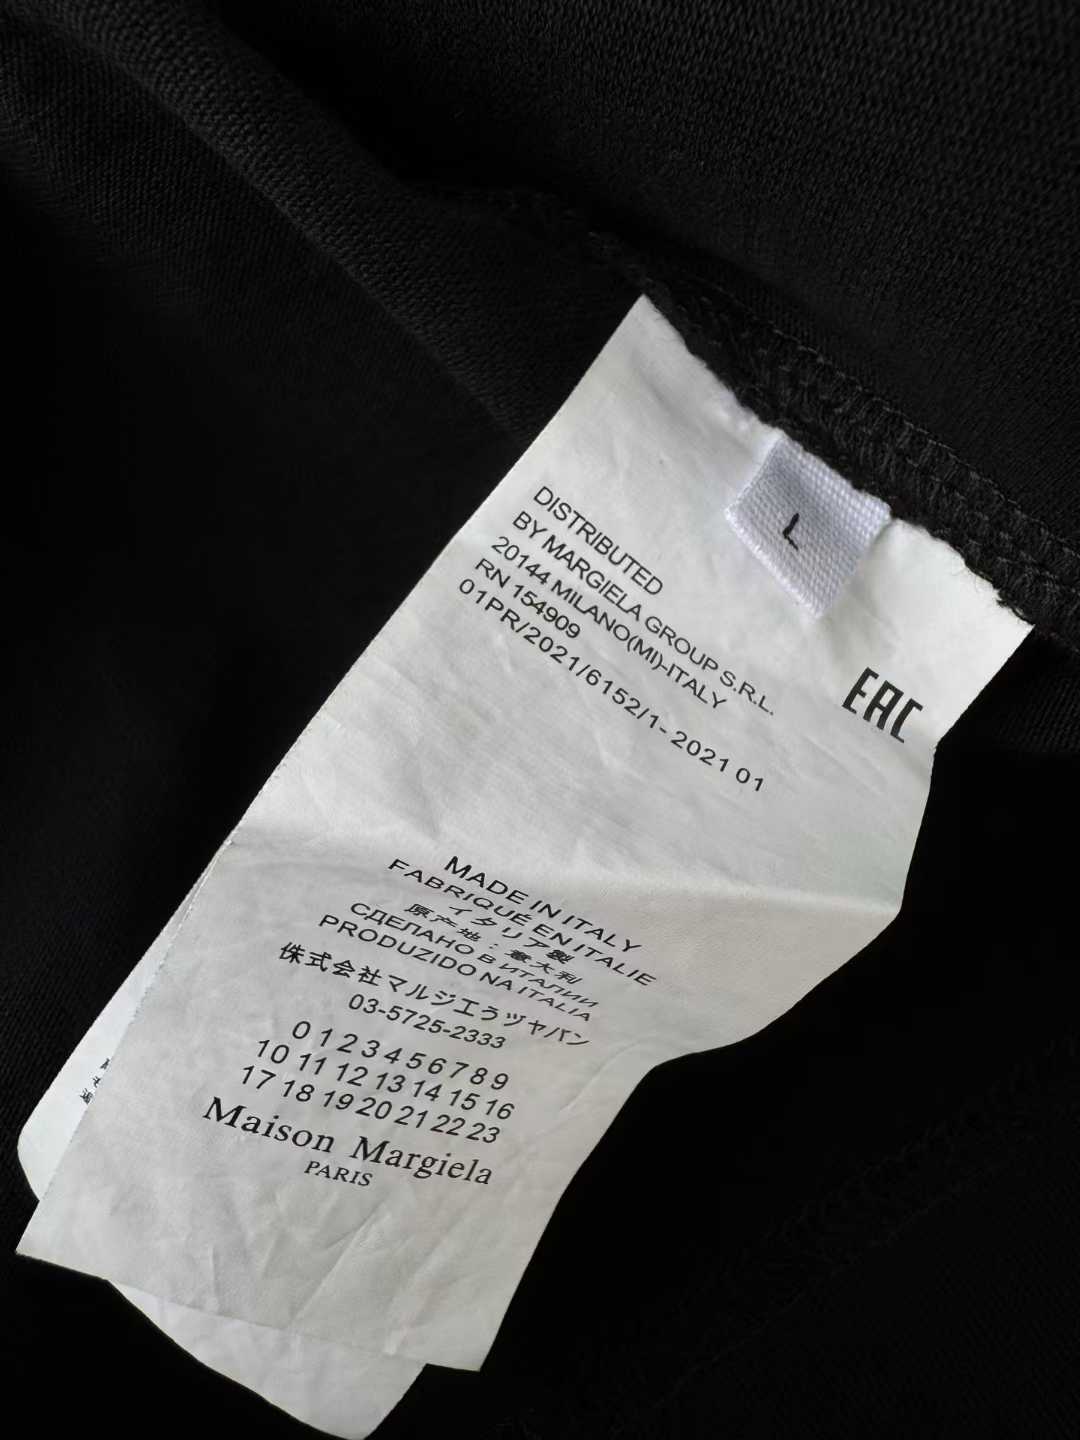 L
DISTRIBUTED
BY MARGIELA GROUP S.R.L.
20144 MILANO(MI)-ITALY
RN 154909
01PR/2021/6152/1- 2021 01
EAC
MADE IN ITALY
FABRIQUÉ EN ITALIE
イタリア製
原产地：意大利
СДЕЛАНО В ИТАЛИИ
PRODUZIDO NA ITALIA
株式会社マルジエラヅャパン
03-5725-2333
0 1 2 3 4 5 6 7 8 9
10 11 12 13 14 15 16
17 18 19 20 21 22 23
Maison Margiela
PARIS